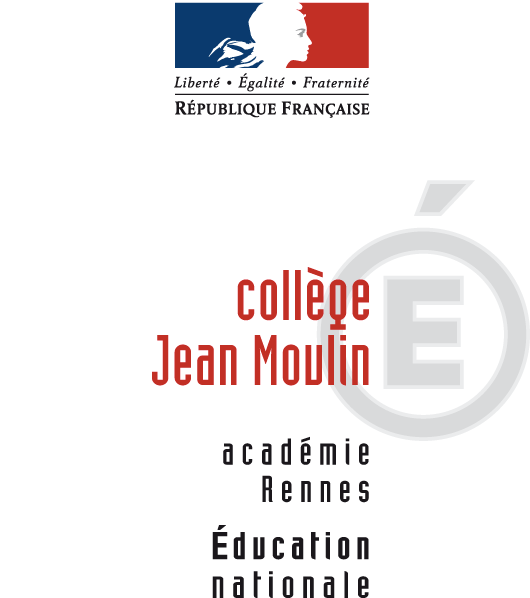 Liberté • Égalité • Fraternité
RÉPUBLIQUE FRANÇAISE
É
collège
Jean Moulin
académie
Rennes
Éducation
nationale